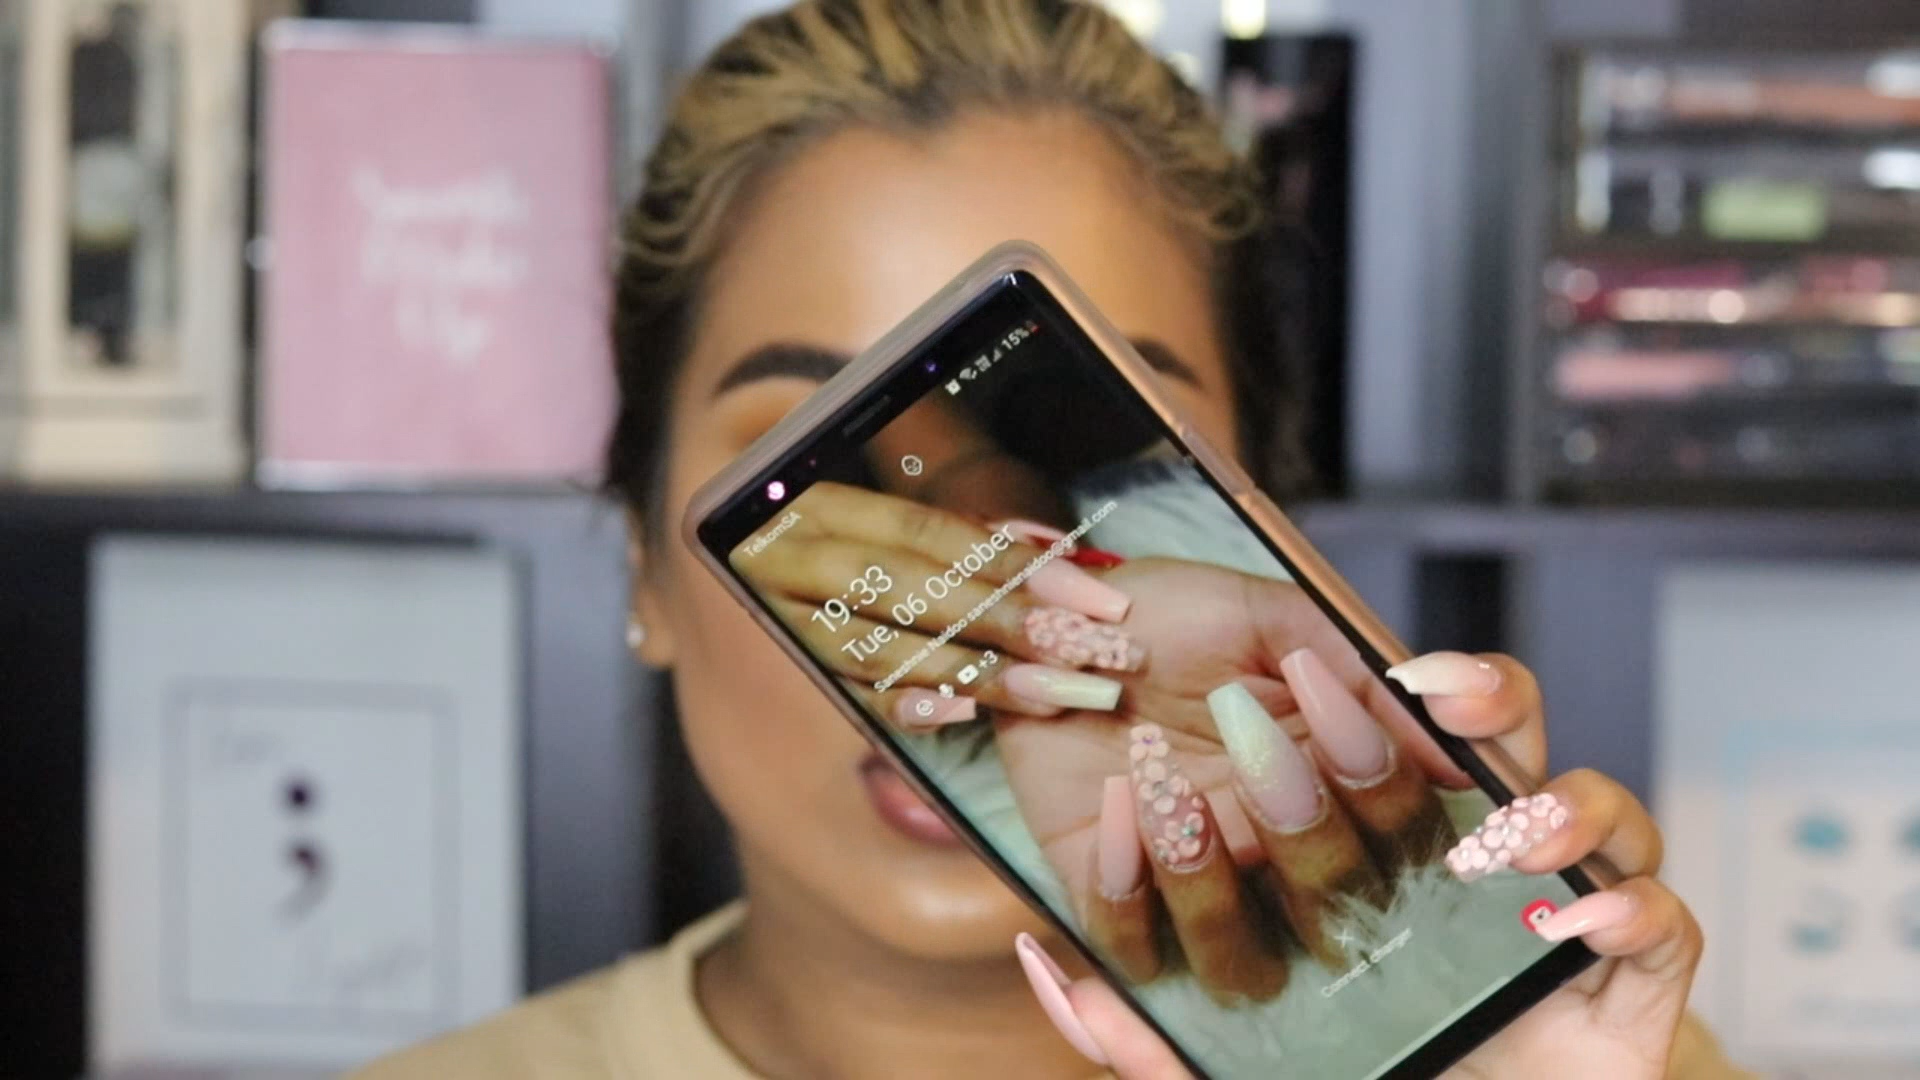 15%
TelkomSA
19:33
Tue, 06 October
Saneshnie Naidoo saneshnienaidoo@gmail.com
+3
Connect charger